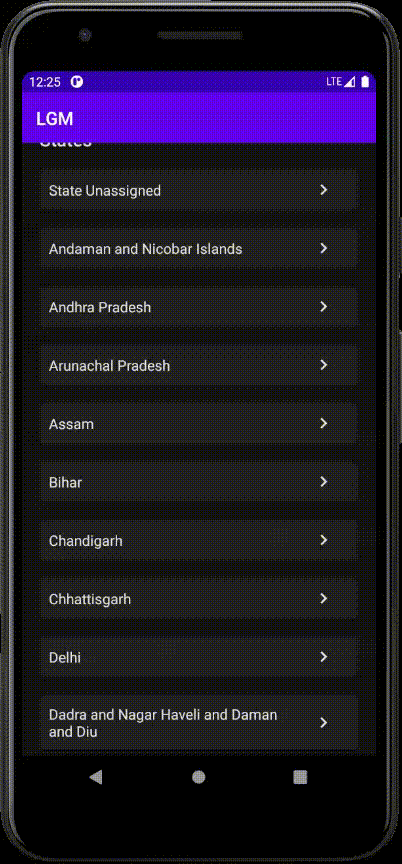 12:25
LTE
LGM
States
State Unassigned
Andaman and Nicobar Islands
Andhra Pradesh
Arunachal Pradesh
Assam
Bihar
Chandigarh
Chhattisgarh
Delhi
Dadra and Nagar Haveli and Daman
and Diu